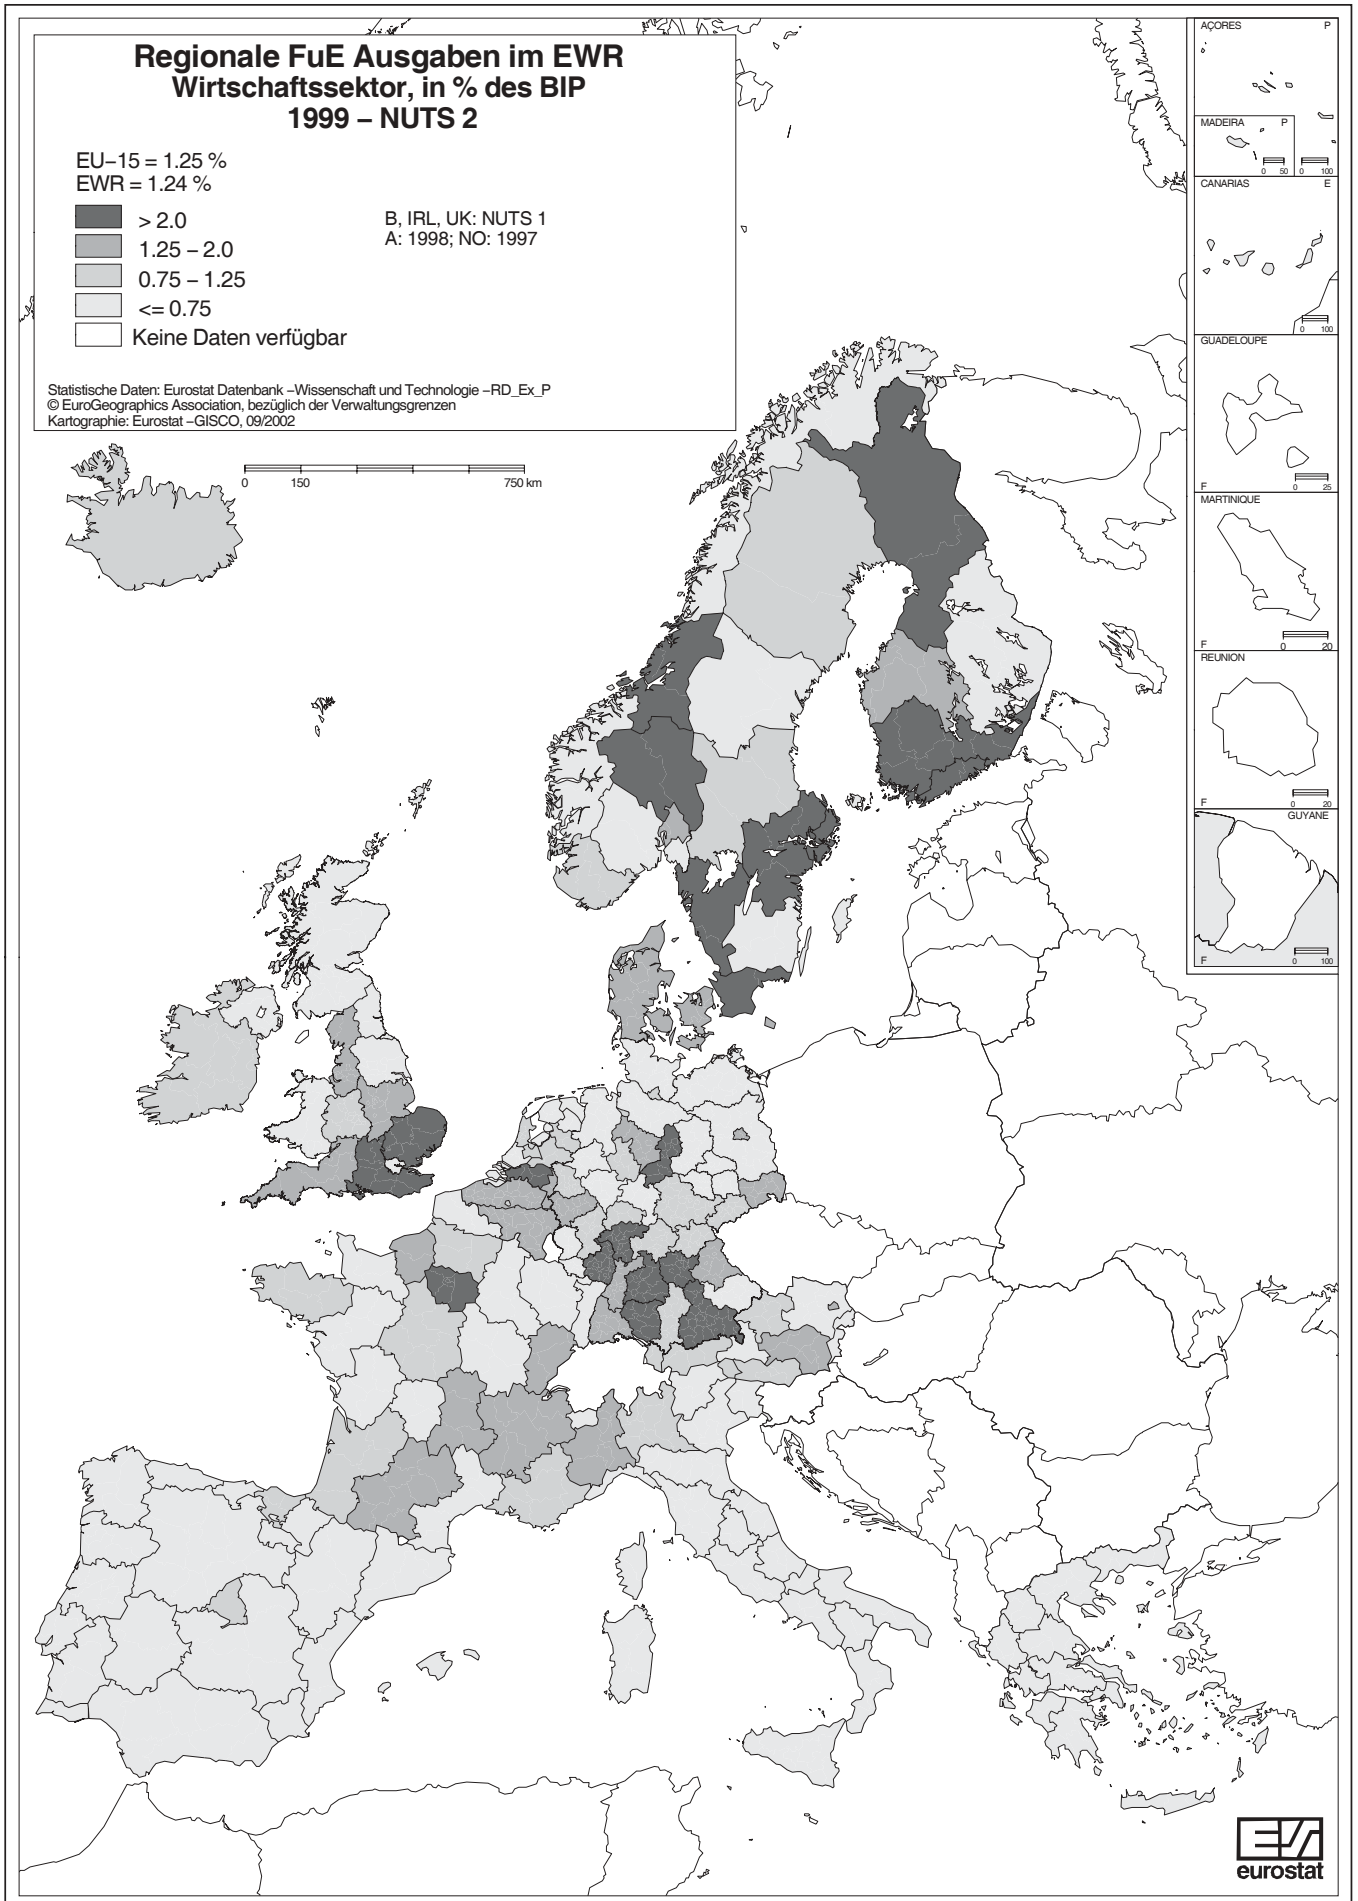 Regionale FuE Ausgaben im EWR
Wirtschaftssektor, in % des BIP
1999 – NUTS 2
EU–15 = 1.25 %
EWR = 1.24 %
> 2.0
1.25 – 2.0
0.75 – 1.25
<= 0.75
Keine Daten verfügbar
B, IRL, UK: NUTS 1
A: 1998; NO: 1997
Statistische Daten: Eurostat Datenbank –Wissenschaft und Technologie –RD_Ex_P
© EuroGeographics Association, bezüglich der Verwaltungsgrenzen
Kartographie: Eurostat –GISCO, 09/2002
0 150 750 km
AÇORES P
MADEIRA P
0 50 0 100
CANARIAS E
0 100
GUADELOUPE
F 0 25
MARTINIQUE
F 0 20
REUNION
F 0 20
GUYANE
F 0 100
eurostat